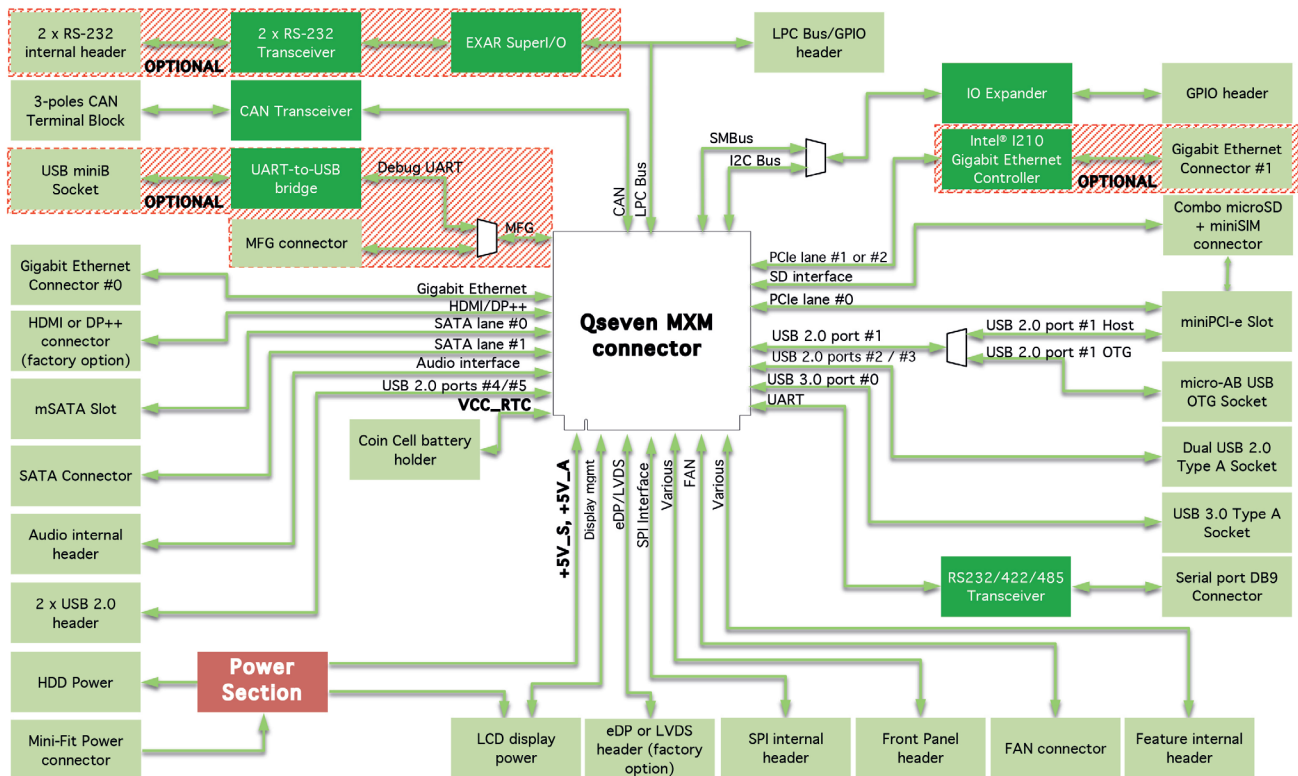 2 x RS-232
internal header
OPTIONAL
2 x RS-232
Transceiver
EXAR SuperI/O
LPC Bus/GPIO
header
3-poles CAN
Terminal Block
CAN Transceiver
IO Expander
GPIO header
SMBus
I2C Bus
Intel® I210
Gigabit Ethernet
Controller
OPTIONAL
Gigabit Ethernet
Connector #1
USB miniB
Socket
OPTIONAL
UART-to-USB
bridge
Debug UART
CAN
LPC Bus
MFG connector
MFG
Combo microSD
+ miniSIM
connector
Gigabit Ethernet
Connector #0
Gigabit Ethernet
HDMI/DP++
SATA lane #0
SATA lane #1
Audio interface
USB 2.0 ports #4/#5
VCC_RTC
Qseven MXM
connector
PCIe lane #1 or #2
SD interface
PCIe lane #0
USB 2.0 port #1
USB 2.0 ports #2 / #3
USB 3.0 port #0
UART
USB 2.0 port #1 Host
USB 2.0 port #1 OTG
miniPCI-e Slot
HDMI or DP++
connector
(factory option)
mSATA Slot
micro-AB USB
OTG Socket
Coin Cell battery
holder
Dual USB 2.0
Type A Socket
SATA Connector
+5V_S, +5V_A
Display mgmt
eDP/LVDS
SPI Interface
Various
FAN
Various
USB 3.0 Type A
Socket
Audio internal
header
RS232/422/485
Transceiver
Serial port DB9
Connector
2 x USB 2.0
header
HDD Power
Power
Section
Mini-Fit Power
connector
LCD display
power
eDP or LVDS
header (factory
option)
SPI internal
header
Front Panel
header
FAN connector
Feature internal
header